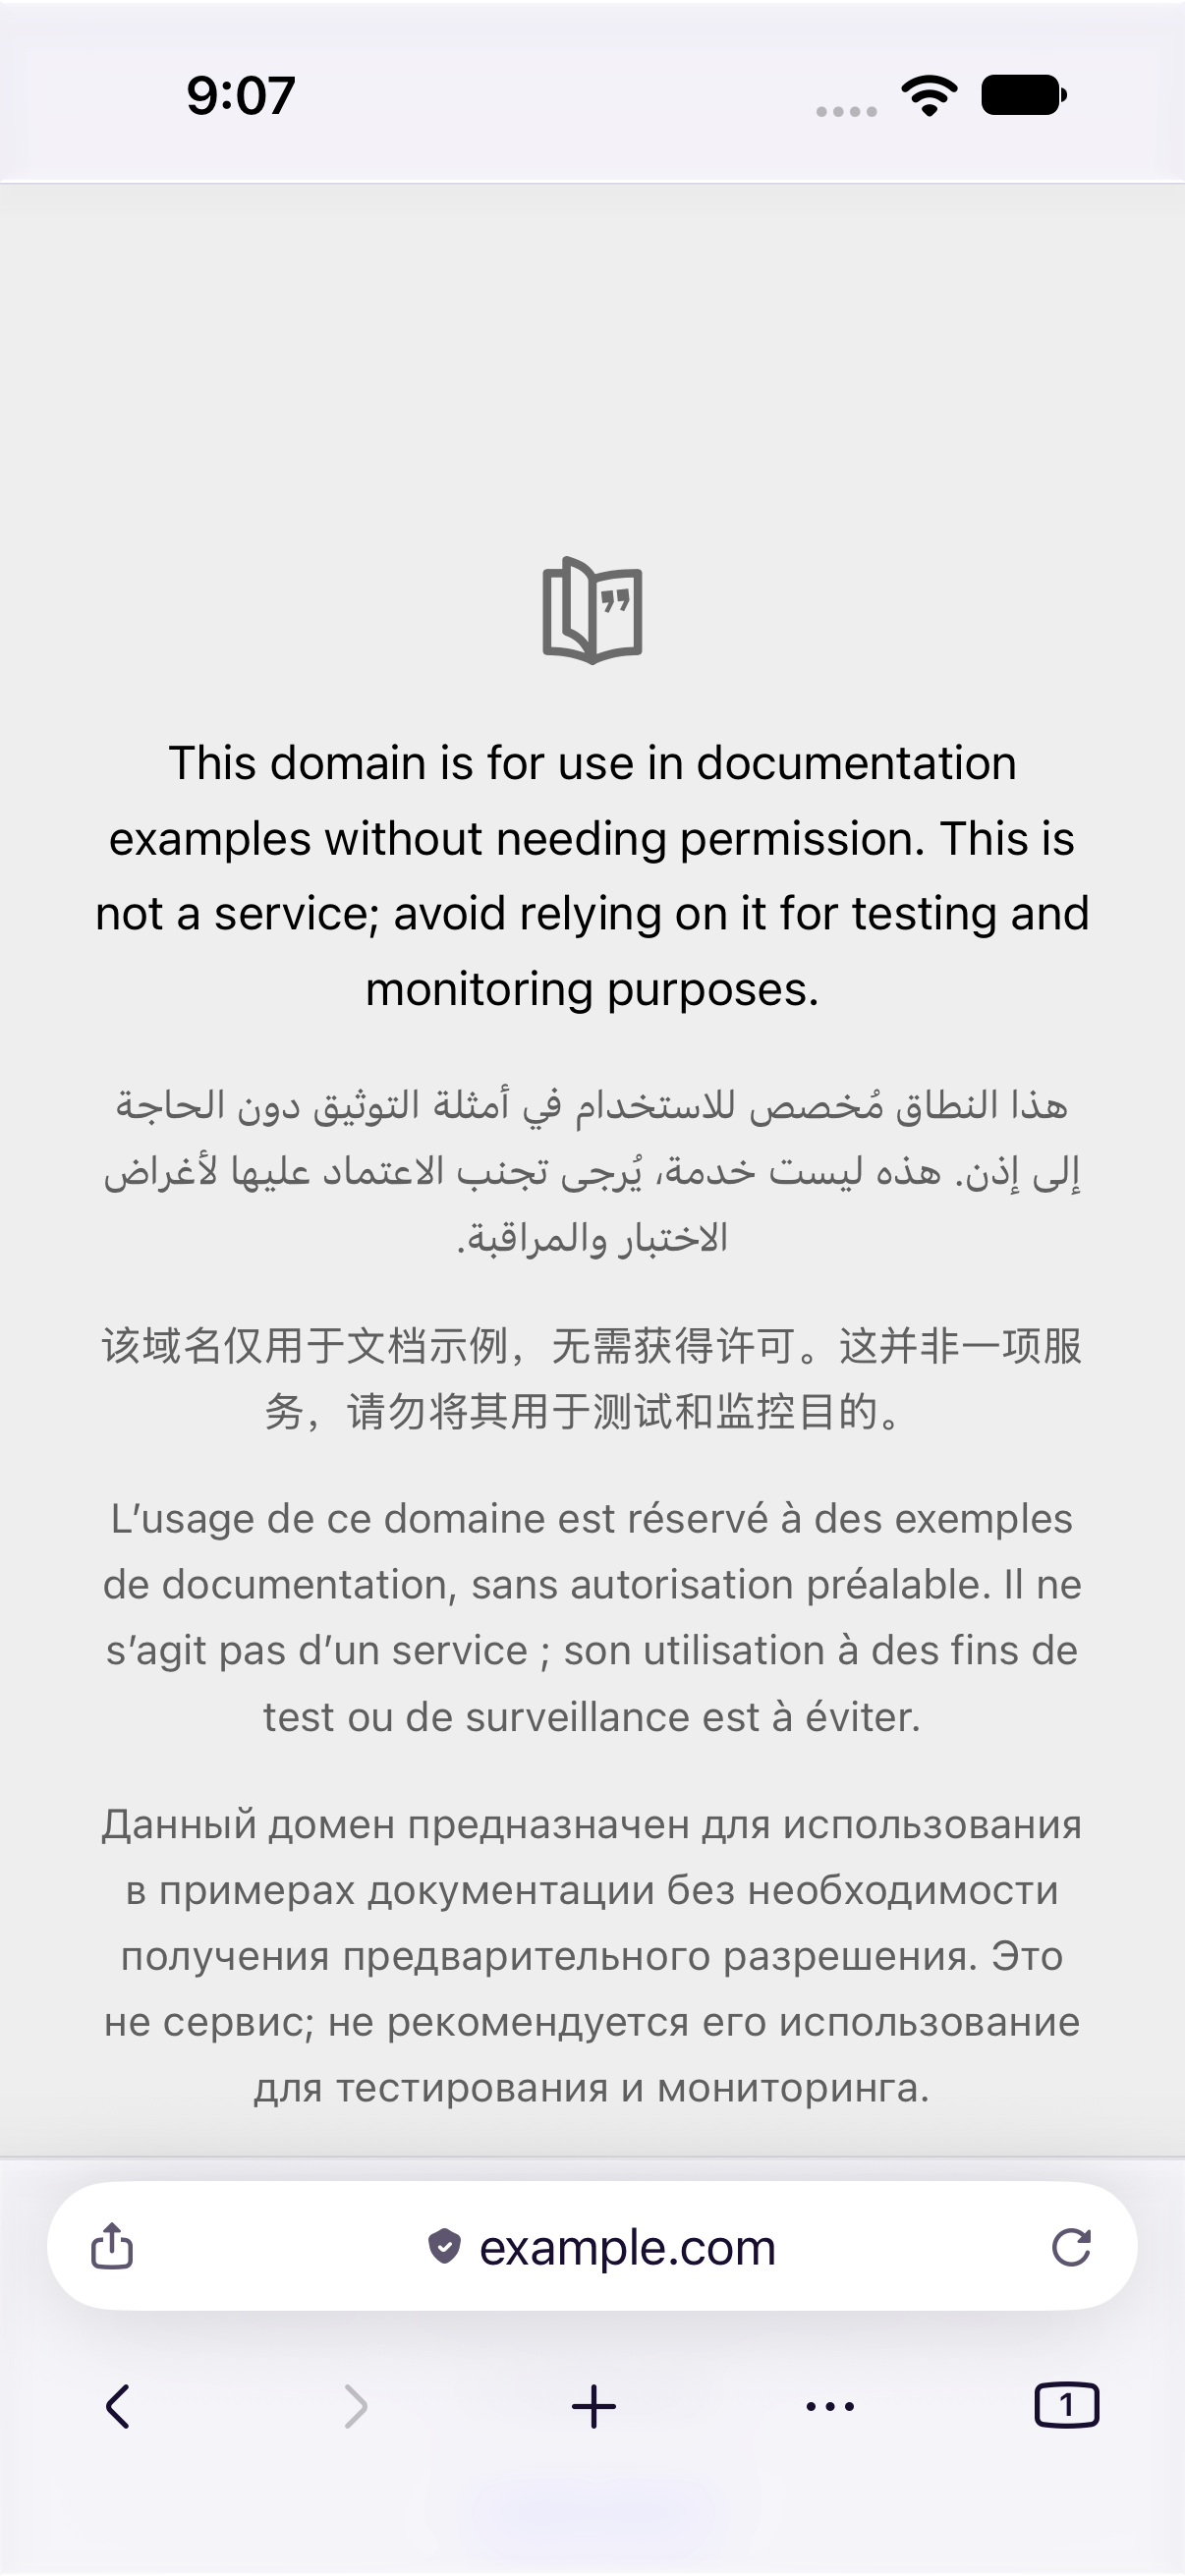 9:07
This domain is for use in documentation
examples without needing permission. This is
not a service; avoid relying on it for testing and
monitoring purposes.
هذا النطاق مُخصص للاستخدام في أمثلة التوثيق دون الحاجة
إلى إذن. هذه ليست خدمة، يُرجى تجنب الاعتماد عليها لأغراض
الاختبار والمراقبة.
该域名仅用于文档示例，无需获得许可。这并非一项服
务，请勿将其用于测试和监控目的。
L’usage de ce domaine est réservé à des exemples
de documentation, sans autorisation préalable. Il ne
s’agit pas d’un service ; son utilisation à des fins de
test ou de surveillance est à éviter.
Данный домен предназначен для использования
в примерах документации без необходимости
получения предварительного разрешения. Это
не сервис; не рекомендуется его использование
для тестирования и мониторинга.
example.com
1